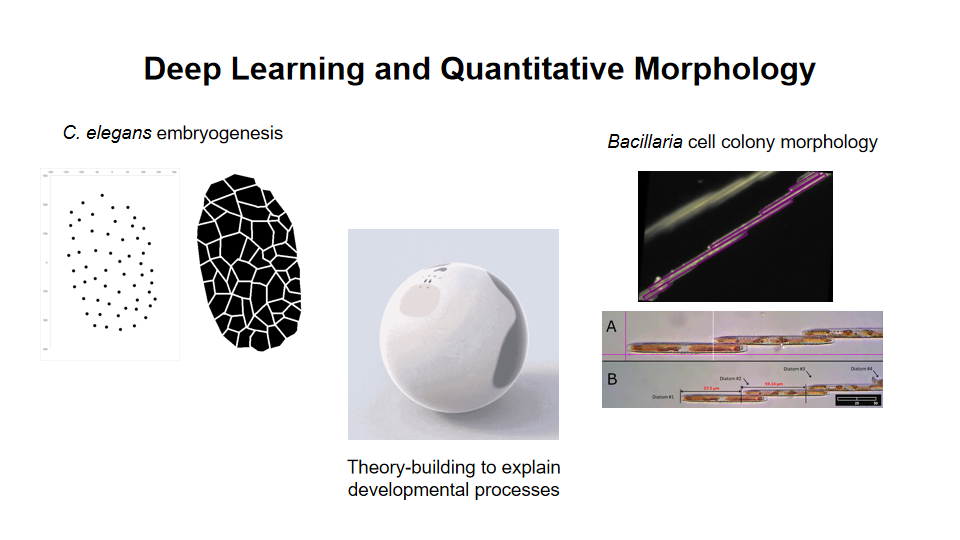 Deep Learning and Quantitative Morphology
C. elegans embryogenesis
Bacillaria cell colony morphology
A
B
Diatom #1
Diatom #2
Diatom #3
Diatom #4
Theory-building to explain
developmental processes